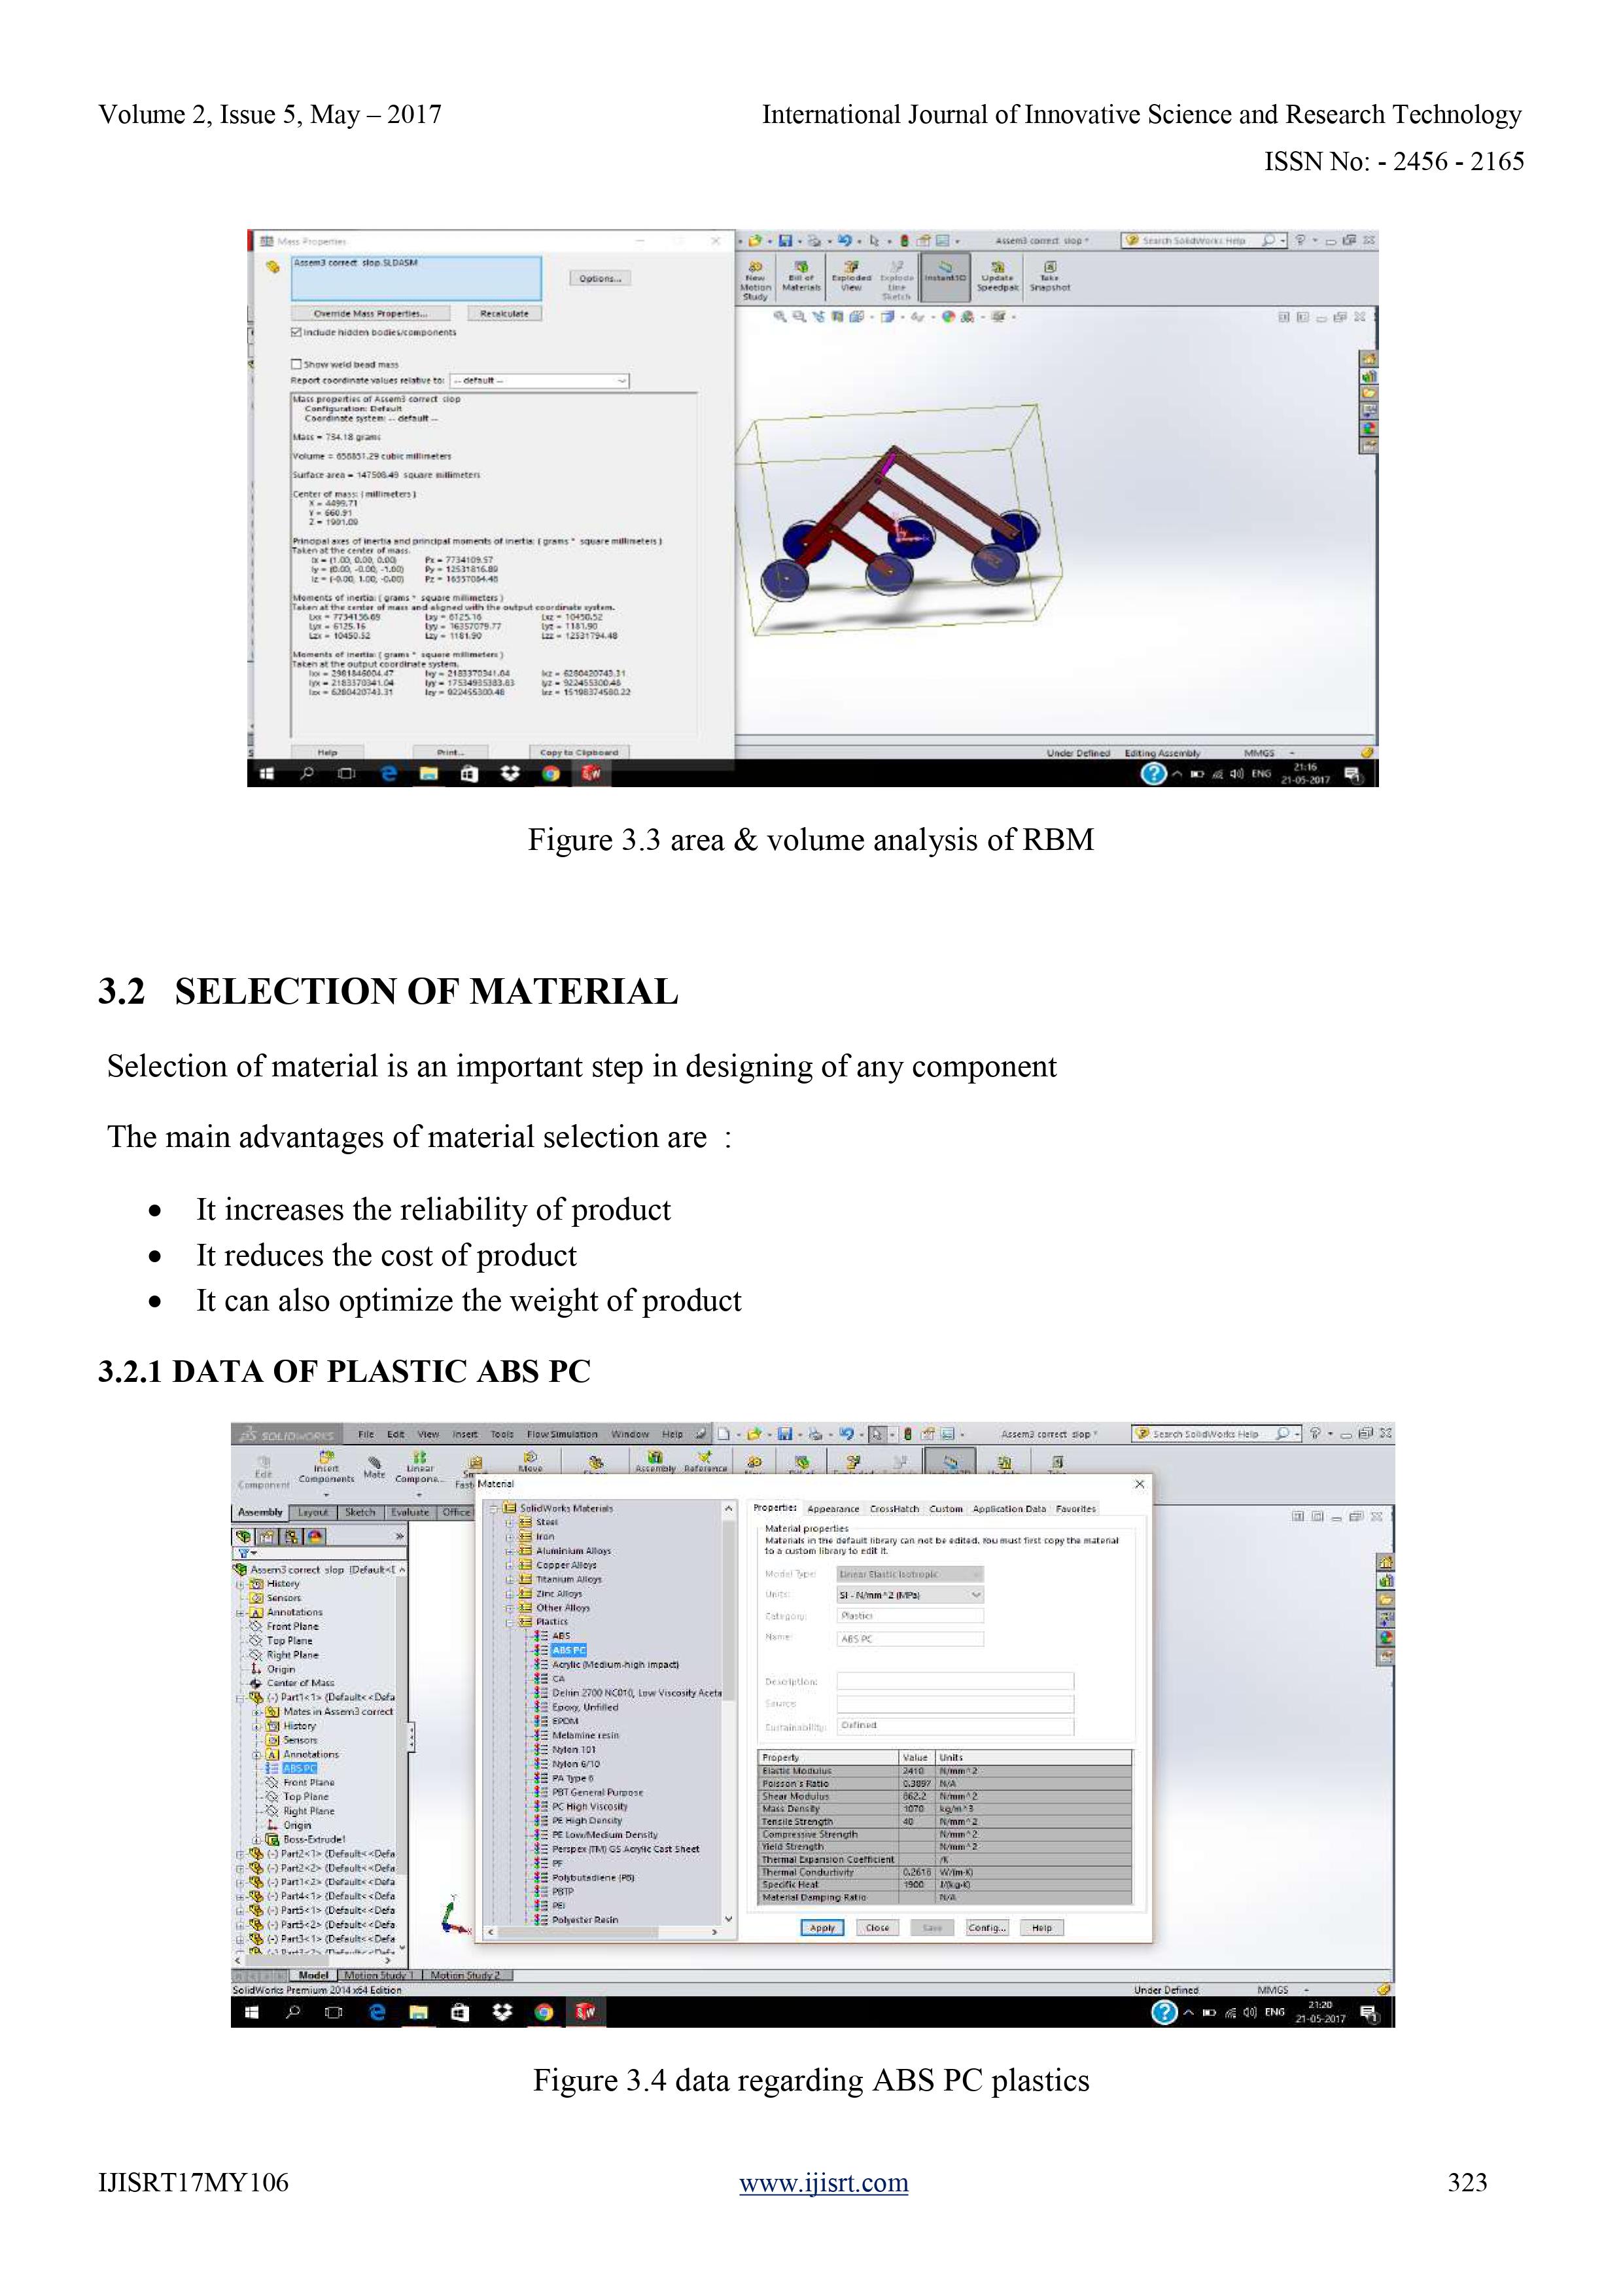 Volume 2, Issue 5, May – 2017 International Journal of Innovative Science and Research Technology
ISSN No: - 2456 - 2165
Mass Properties
Assem3 correct slop *
Search SolidWorks Help
Assem3 correct slop.SLDASM
Options...
New Motion Study
Bill of Materials
Exploded View
Explode Line Sketch
Instant3D
Update Speedpak
Take Snapshot
Override Mass Properties...
Recalculate
Include hidden bodies/components
Show weld bead mass
Report coordinate values relative to: -- default --
Mass properties of Assem3 correct slop
Configuration: Default
Coordinate system: -- default --
Mass = 754.18 grams
Volume = 658851.29 cubic millimeters
Surface area = 147508.49 square millimeters
Center of mass: ( millimeters )
X = 4499.71
Y = 660.91
Z = 1901.09
Principal axes of inertia and principal moments of inertia: ( grams * square millimeters )
Taken at the center of mass.
Ix = (1.00, 0.00, 0.00) Px = 7734109.57
Iy = (0.00, -0.00, -1.00) Py = 12531816.89
Iz = (-0.00, 1.00, -0.00) Pz = 16357084.48
Moments of inertia: ( grams * square millimeters )
Taken at the center of mass and aligned with the output coordinate system.
Lxx = 7734156.69 Lxy = 6125.16 Lxz = 10450.52
Lyx = 6125.16 Lyy = 16357079.77 Lyz = 1181.90
Lzx = 10450.52 Lzy = 1181.90 Lzz = 12531794.48
Moments of inertia: ( grams * square millimeters )
Taken at the output coordinate system.
Ixx = 2981846004.47 Ixy = 2183370341.04 Ixz = 6280420743.31
Iyx = 2183370341.04 Iyy = 17534935383.83 Iyz = 922455300.48
Izx = 6280420743.31 Izy = 922455300.48 Izz = 15198374580.22
Help
Print...
Copy to Clipboard
Under Defined Editing Assembly MMGS
ENG
21:16
21-05-2017
Figure 3.3 area & volume analysis of RBM
3.2 SELECTION OF MATERIAL
Selection of material is an important step in designing of any component
The main advantages of material selection are :
• It increases the reliability of product
• It reduces the cost of product
• It can also optimize the weight of product
3.2.1 DATA OF PLASTIC ABS PC
SOLIDWORKS File Edit View Insert Tools Flow Simulation Window Help
Assem3 correct slop *
Search SolidWorks Help
Edit Component
Insert Components
Mate
Linear Compone...
Move
Assembly Reference
Assembly Layout Sketch Evaluate Office
Assem3 correct slop (Default<
History
Sensors
Annotations
Front Plane
Top Plane
Right Plane
Origin
Center of Mass
(-) Part1<1> (Default<<Defa
Mates in Assem3 correct
History
Sensors
Annotations
ABS PC
Front Plane
Top Plane
Right Plane
Origin
Boss-Extrude1
(-) Part2<1> (Default<<Defa
(-) Part2<2> (Default<<Defa
(-) Part1<2> (Default<<Defa
(-) Part4<1> (Default<<Defa
(-) Part5<1> (Default<<Defa
(-) Part5<2> (Default<<Defa
(-) Part3<1> (Default<<Defa
Material
SolidWorks Materials
Steel
Iron
Aluminium Alloys
Copper Alloys
Titanium Alloys
Zinc Alloys
Other Alloys
Plastics
ABS
ABS PC
Acrylic (Medium-high impact)
CA
Delrin 2700 NC010, Low Viscosity Aceta
Epoxy, Unfilled
EPDM
Melamine resin
Nylon 101
Nylon 6/10
PA Type 6
PBT General Purpose
PC High Viscosity
PE High Density
PE Low/Medium Density
Perspex (TM) GS Acrylic Cast Sheet
PF
Polybutadiene (PB)
PBTP
PEI
Polyester Resin
Properties Appearance CrossHatch Custom Application Data Favorites
Material properties
Materials in the default library can not be edited. You must first copy the material
to a custom library to edit it.
Model Type: Linear Elastic Isotropic
Units: SI - N/mm^2 (MPa)
Category: Plastics
Name: ABS PC
Description:
Source:
Sustainability: Defined
Property Value Units
Elastic Modulus 2410 N/mm^2
Poisson's Ratio 0.3897 N/A
Shear Modulus 862.2 N/mm^2
Mass Density 1070 kg/m^3
Tensile Strength 40 N/mm^2
Compressive Strength N/mm^2
Yield Strength N/mm^2
Thermal Expansion Coefficient /K
Thermal Conductivity 0.2618 W/(m·K)
Specific Heat 1900 J/(kg·K)
Material Damping Ratio N/A
Apply Close Save Config... Help
Model Motion Study 1 Motion Study 2
SolidWorks Premium 2014 x64 Edition
Under Defined MMGS
ENG
21:20
21-05-2017
Figure 3.4 data regarding ABS PC plastics
IJISRT17MY106 www.ijisrt.com 323